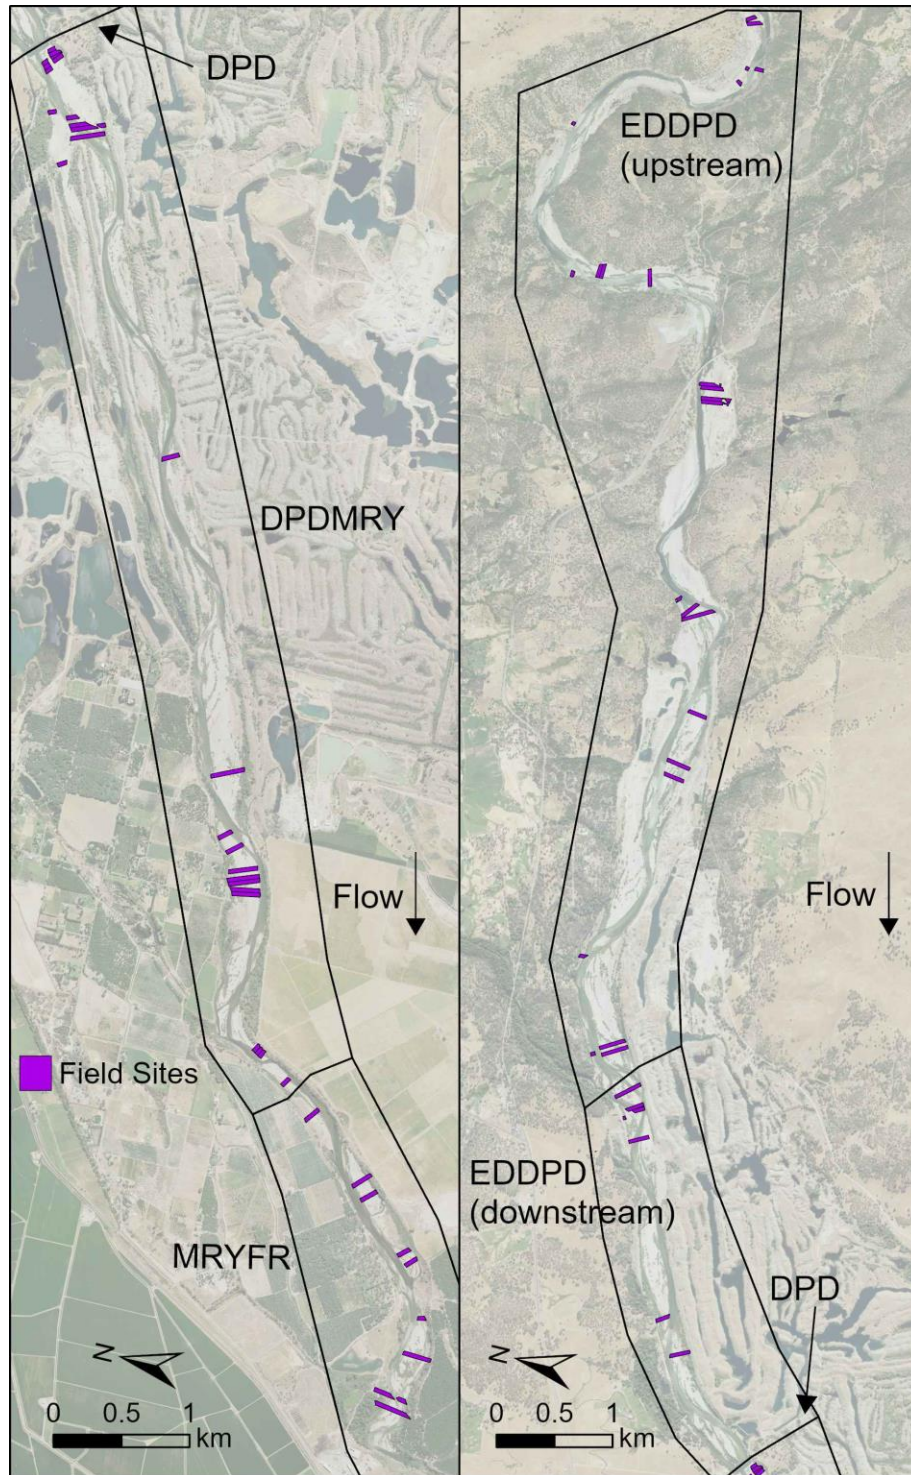 DPD
DPDMRY
Flow
Field Sites
MRYFR
N
0 0.5 1
km
EDDPD
(upstream)
Flow
EDDPD
(downstream)
DPD
N
0 0.5 1
km